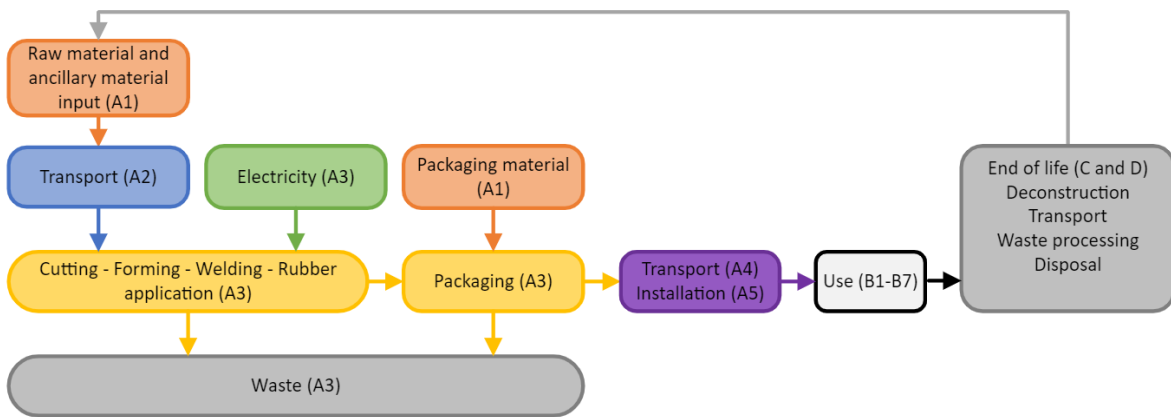 Raw material and
ancillary material
input (A1)
Transport (A2)
Electricity (A3)
Packaging material
(A1)
End of life (C and D)
Deconstruction
Transport
Waste processing
Disposal
Cutting - Forming - Welding - Rubber
application (A3)
Packaging (A3)
Transport (A4)
Installation (A5)
Use (B1-B7)
Waste (A3)